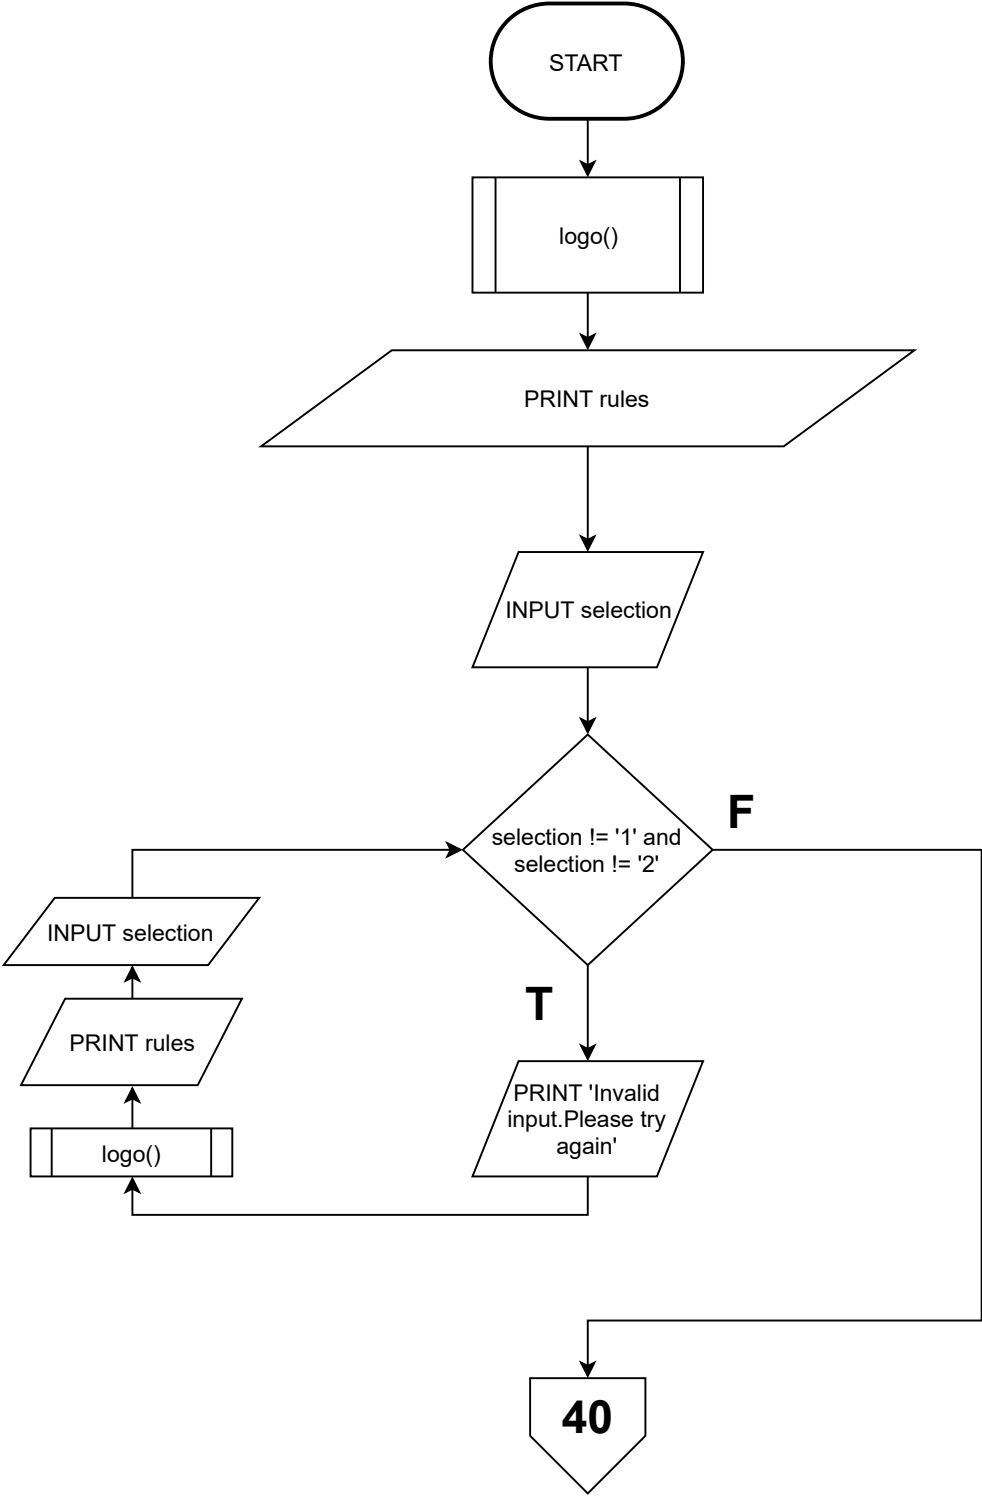 START
logo()
PRINT rules
INPUT selection
F
selection != '1' and
selection != '2'
INPUT selection
T
PRINT rules
PRINT 'Invalid
input.Please try
again'
logo()
40